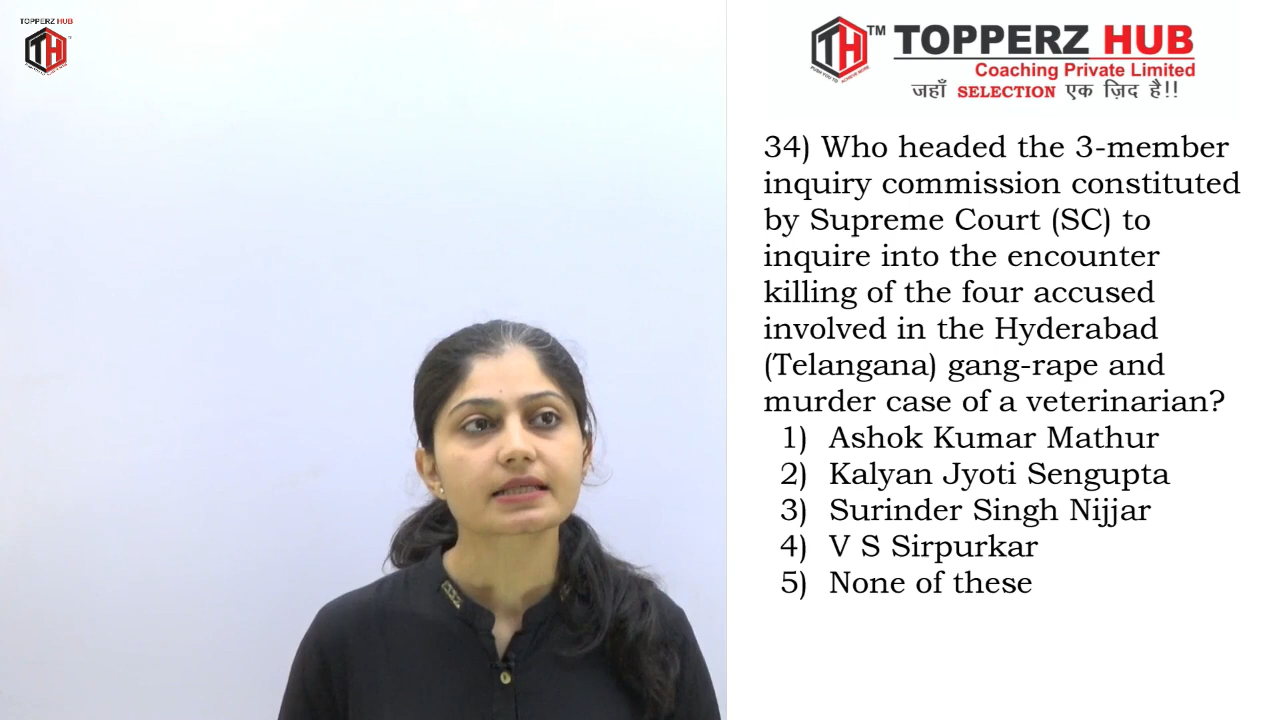 TOPPERZ HUB
TH
TH TM TOPPERZ HUB
Coaching Private Limited
जहाँ SELECTION एक ज़िद है!!
34) Who headed the 3-member
inquiry commission constituted
by Supreme Court (SC) to
inquire into the encounter
killing of the four accused
involved in the Hyderabad
(Telangana) gang-rape and
murder case of a veterinarian?
1) Ashok Kumar Mathur
2) Kalyan Jyoti Sengupta
3) Surinder Singh Nijjar
4) V S Sirpurkar
5) None of these